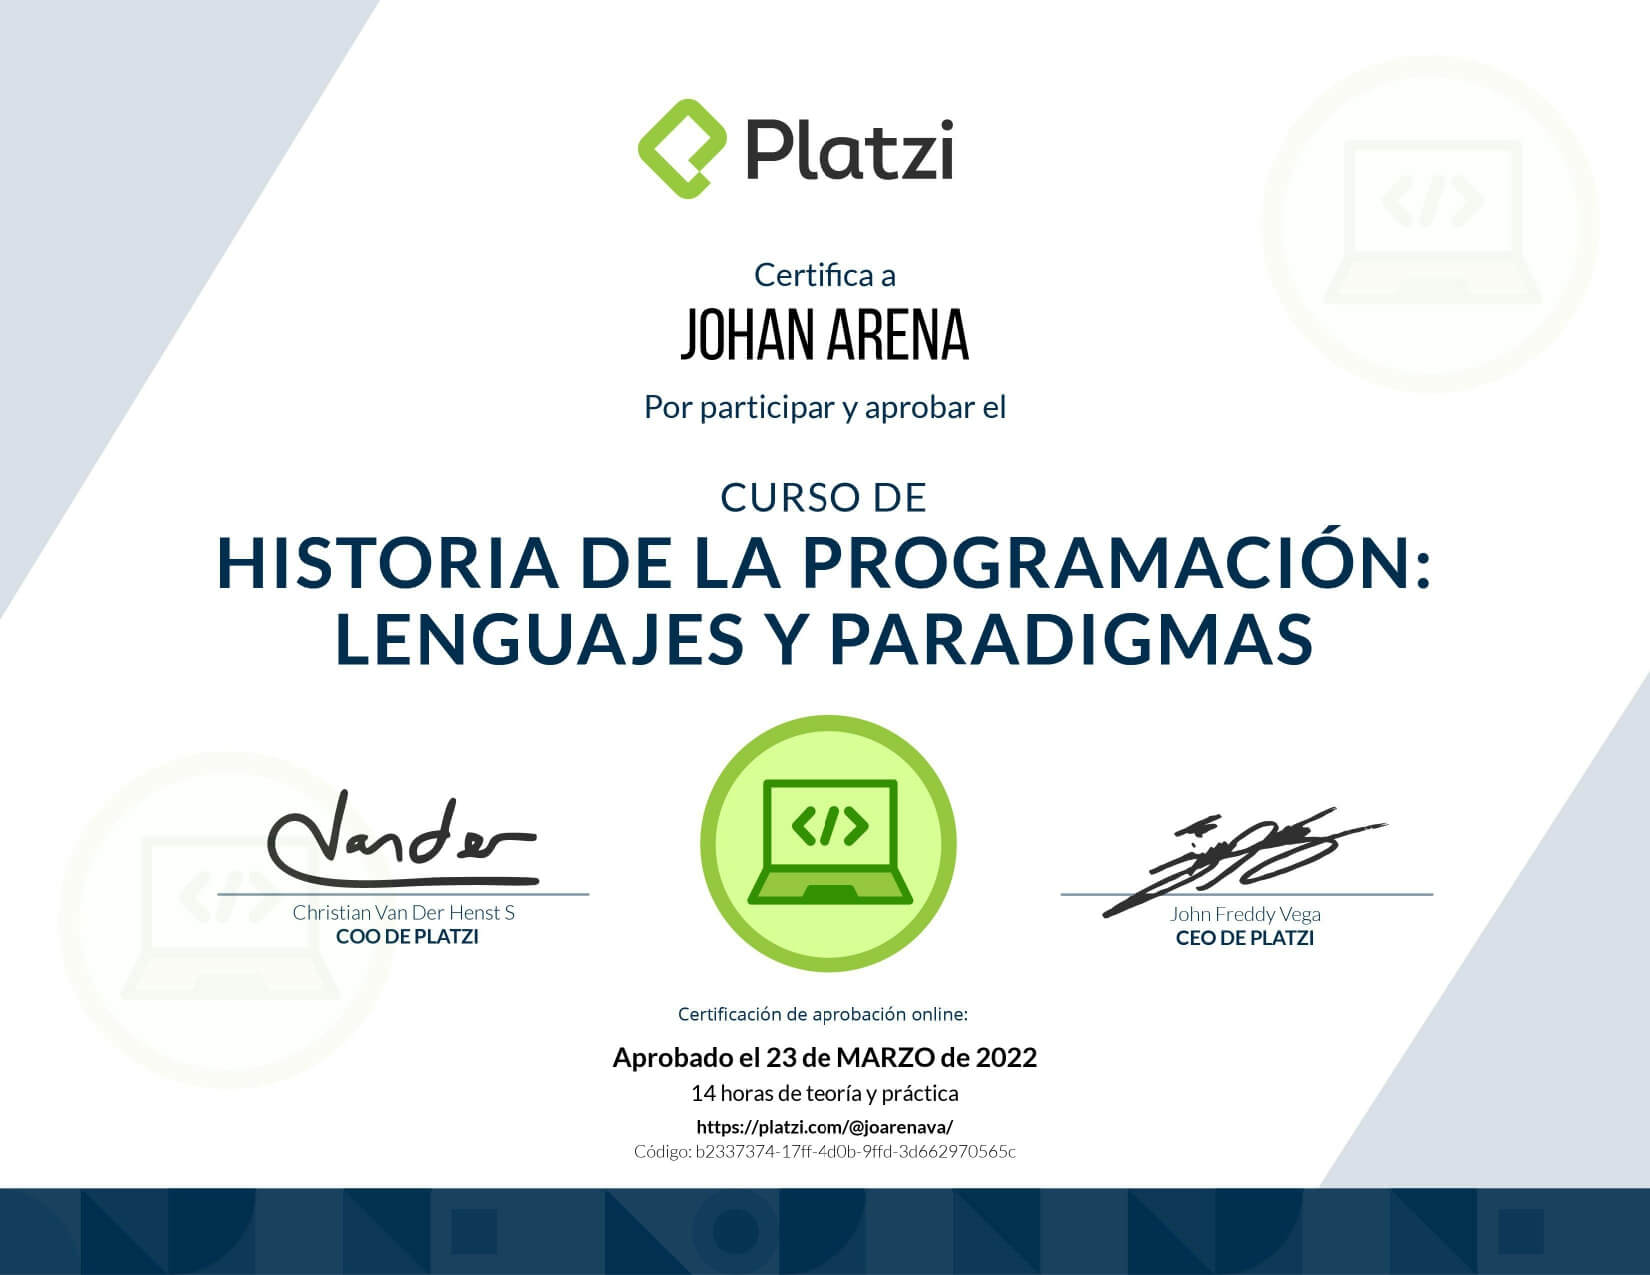 Platzi
Certifica a
JOHAN ARENA
Por participar y aprobar el
CURSO DE
HISTORIA DE LA PROGRAMACIÓN:
LENGUAJES Y PARADIGMAS
</>
Vander
Christian Van Der Henst S
COO DE PLATZI
John Freddy Vega
CEO DE PLATZI
Certificación de aprobación online:
Aprobado el 23 de MARZO de 2022
14 horas de teoría y práctica
https://platzi.com/@joarenava/
Código: b2337374-17ff-4d0b-9ffd-3d662970565c